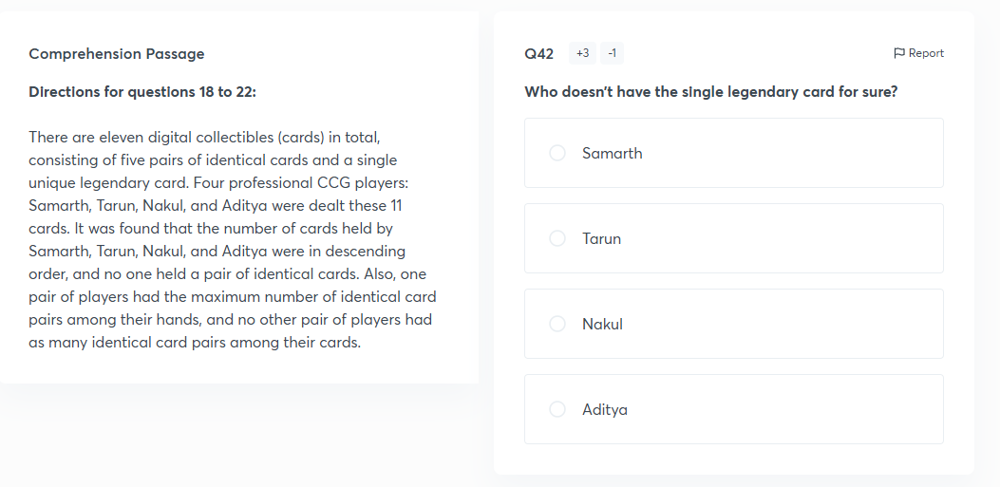 Comprehension Passage
Directions for questions 18 to 22:
There are eleven digital collectibles (cards) in total,
consisting of five pairs of identical cards and a single
unique legendary card. Four professional CCG players:
Samarth, Tarun, Nakul, and Aditya were dealt these 11
cards. It was found that the number of cards held by
Samarth, Tarun, Nakul, and Aditya were in descending
order, and no one held a pair of identical cards. Also, one
pair of players had the maximum number of identical card
pairs among their hands, and no other pair of players had
as many identical card pairs among their cards.
Q42 +3 -1 Report
Who doesn't have the single legendary card for sure?
Samarth
Tarun
Nakul
Aditya